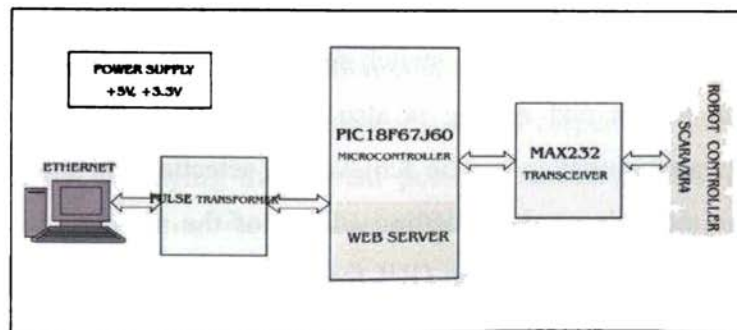 POWER SUPPLY
+5V, +3.3V
ETHERNET
PULSE TRANSFORMER
PIC18F67J60
MICROCONTROLLER
WEB SERVER
MAX232
TRANSCEIVER
ROBOT CONTROLLER
SCARA/XR4